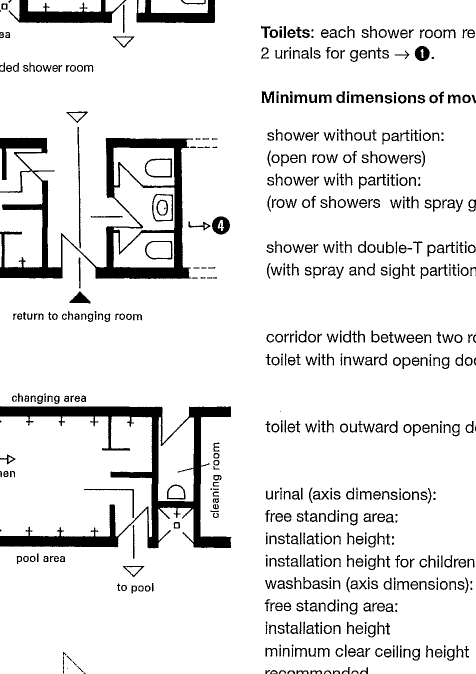 ea
ded shower room
4
return to changing room
changing area
men
cleaning room
pool area
to pool
Toilets: each shower room re
2 urinals for gents → 1.
Minimum dimensions of mov
shower without partition:
(open row of showers)
shower with partition:
(row of showers with spray g
shower with double-T partitio
(with spray and sight partition
corridor width between two ro
toilet with inward opening doo
toilet with outward opening d
urinal (axis dimensions):
free standing area:
installation height:
installation height for children
washbasin (axis dimensions):
free standing area:
installation height
minimum clear ceiling height
recommended